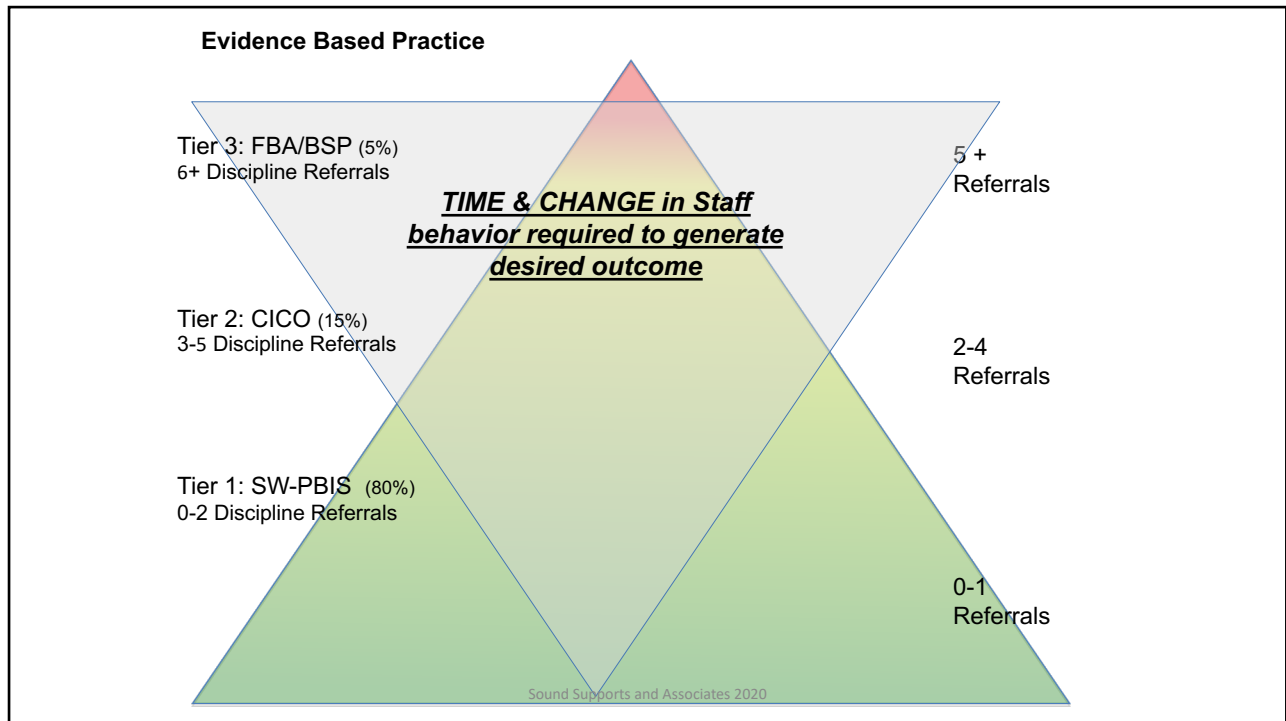 Evidence Based Practice
Tier 3: FBA/BSP (5%)
6+ Discipline Referrals
5 +
Referrals
TIME & CHANGE in Staff
behavior required to generate
desired outcome
Tier 2: CICO (15%)
3-5 Discipline Referrals
2-4
Referrals
Tier 1: SW-PBIS (80%)
0-2 Discipline Referrals
0-1
Referrals
Sound Supports and Associates 2020